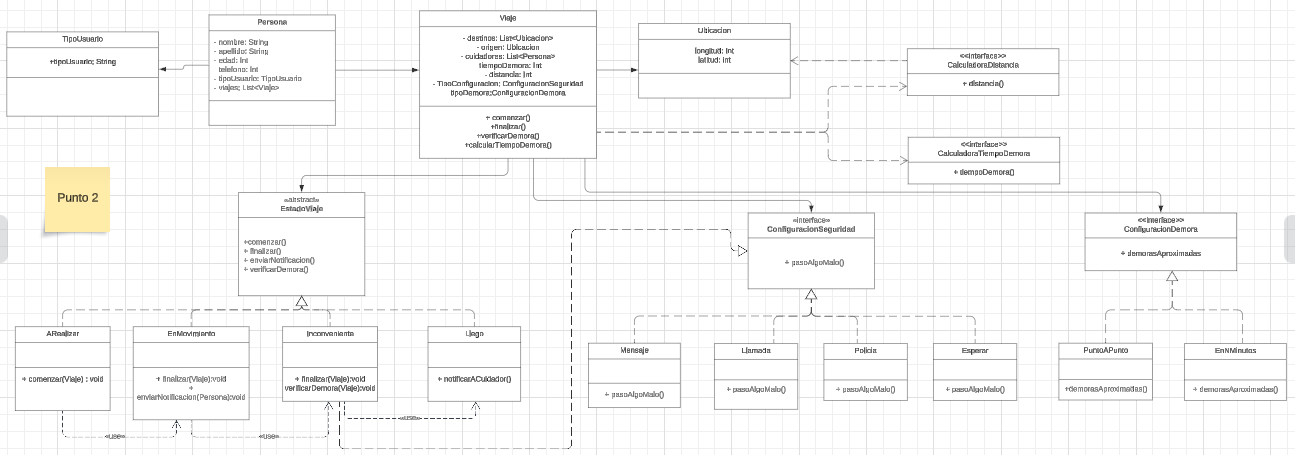 TipoUsuario
+tipoUsuario; String
Persona
- nombre: String
- apellido: String
- edad: Int
telefono: Int
- tipoUsuario: TipoUsuario
- viajes; List<Viaje>
Viaje
- destinos: List<Ubicacion>
- origen: Ubicacion
- cuidadores: List<Persona>
tiempoDemora: Int
- distancia: Int
- TipoConfiguracion; ConfiguracionSeguridad
tipoDemora;ConfiguracionDemora
+ comenzar()
+finalizar()
+verificarDemora()
+calcularTiempoDemora()
Ubicacion
longitud: Int
latitud: Int
<<interface>>
CalculadoraDistancia
+ distancia()
<<interface>>
CalculadoraTiempoDemora
+ tiempoDemora()
Punto 2
«abstract»
EstadoViaje
+comenzar()
+ finalizar()
+ enviarNotificacion()
+ verificarDemora()
«interface»
ConfiguracionSeguridad
+ pasoAlgoMalo()
<<Interface>>
ConfiguracionDemora
+ demorasAproximadas
ARealizar
+ comenzar(Viaje) : void
EnMovimiento
+ finalizar(Viaje):void
+
enviarNotificacion(Persona):void
Inconveniente
+ finalizar(Viaje):void
verificarDemora(Viaje):void
Llego
+ notificarACuidador()
Mensaje
+ pasoAlgoMalo()
Llamada
+ pasoAlgoMalo()
Policia
+ pasoAlgoMalo()
Esperar
+ pasoAlgoMalo()
PuntoAPunto
+demorasAproximadas()
EnNMinutos
+ demorasAproximadas()
«use»
«use»
«use»